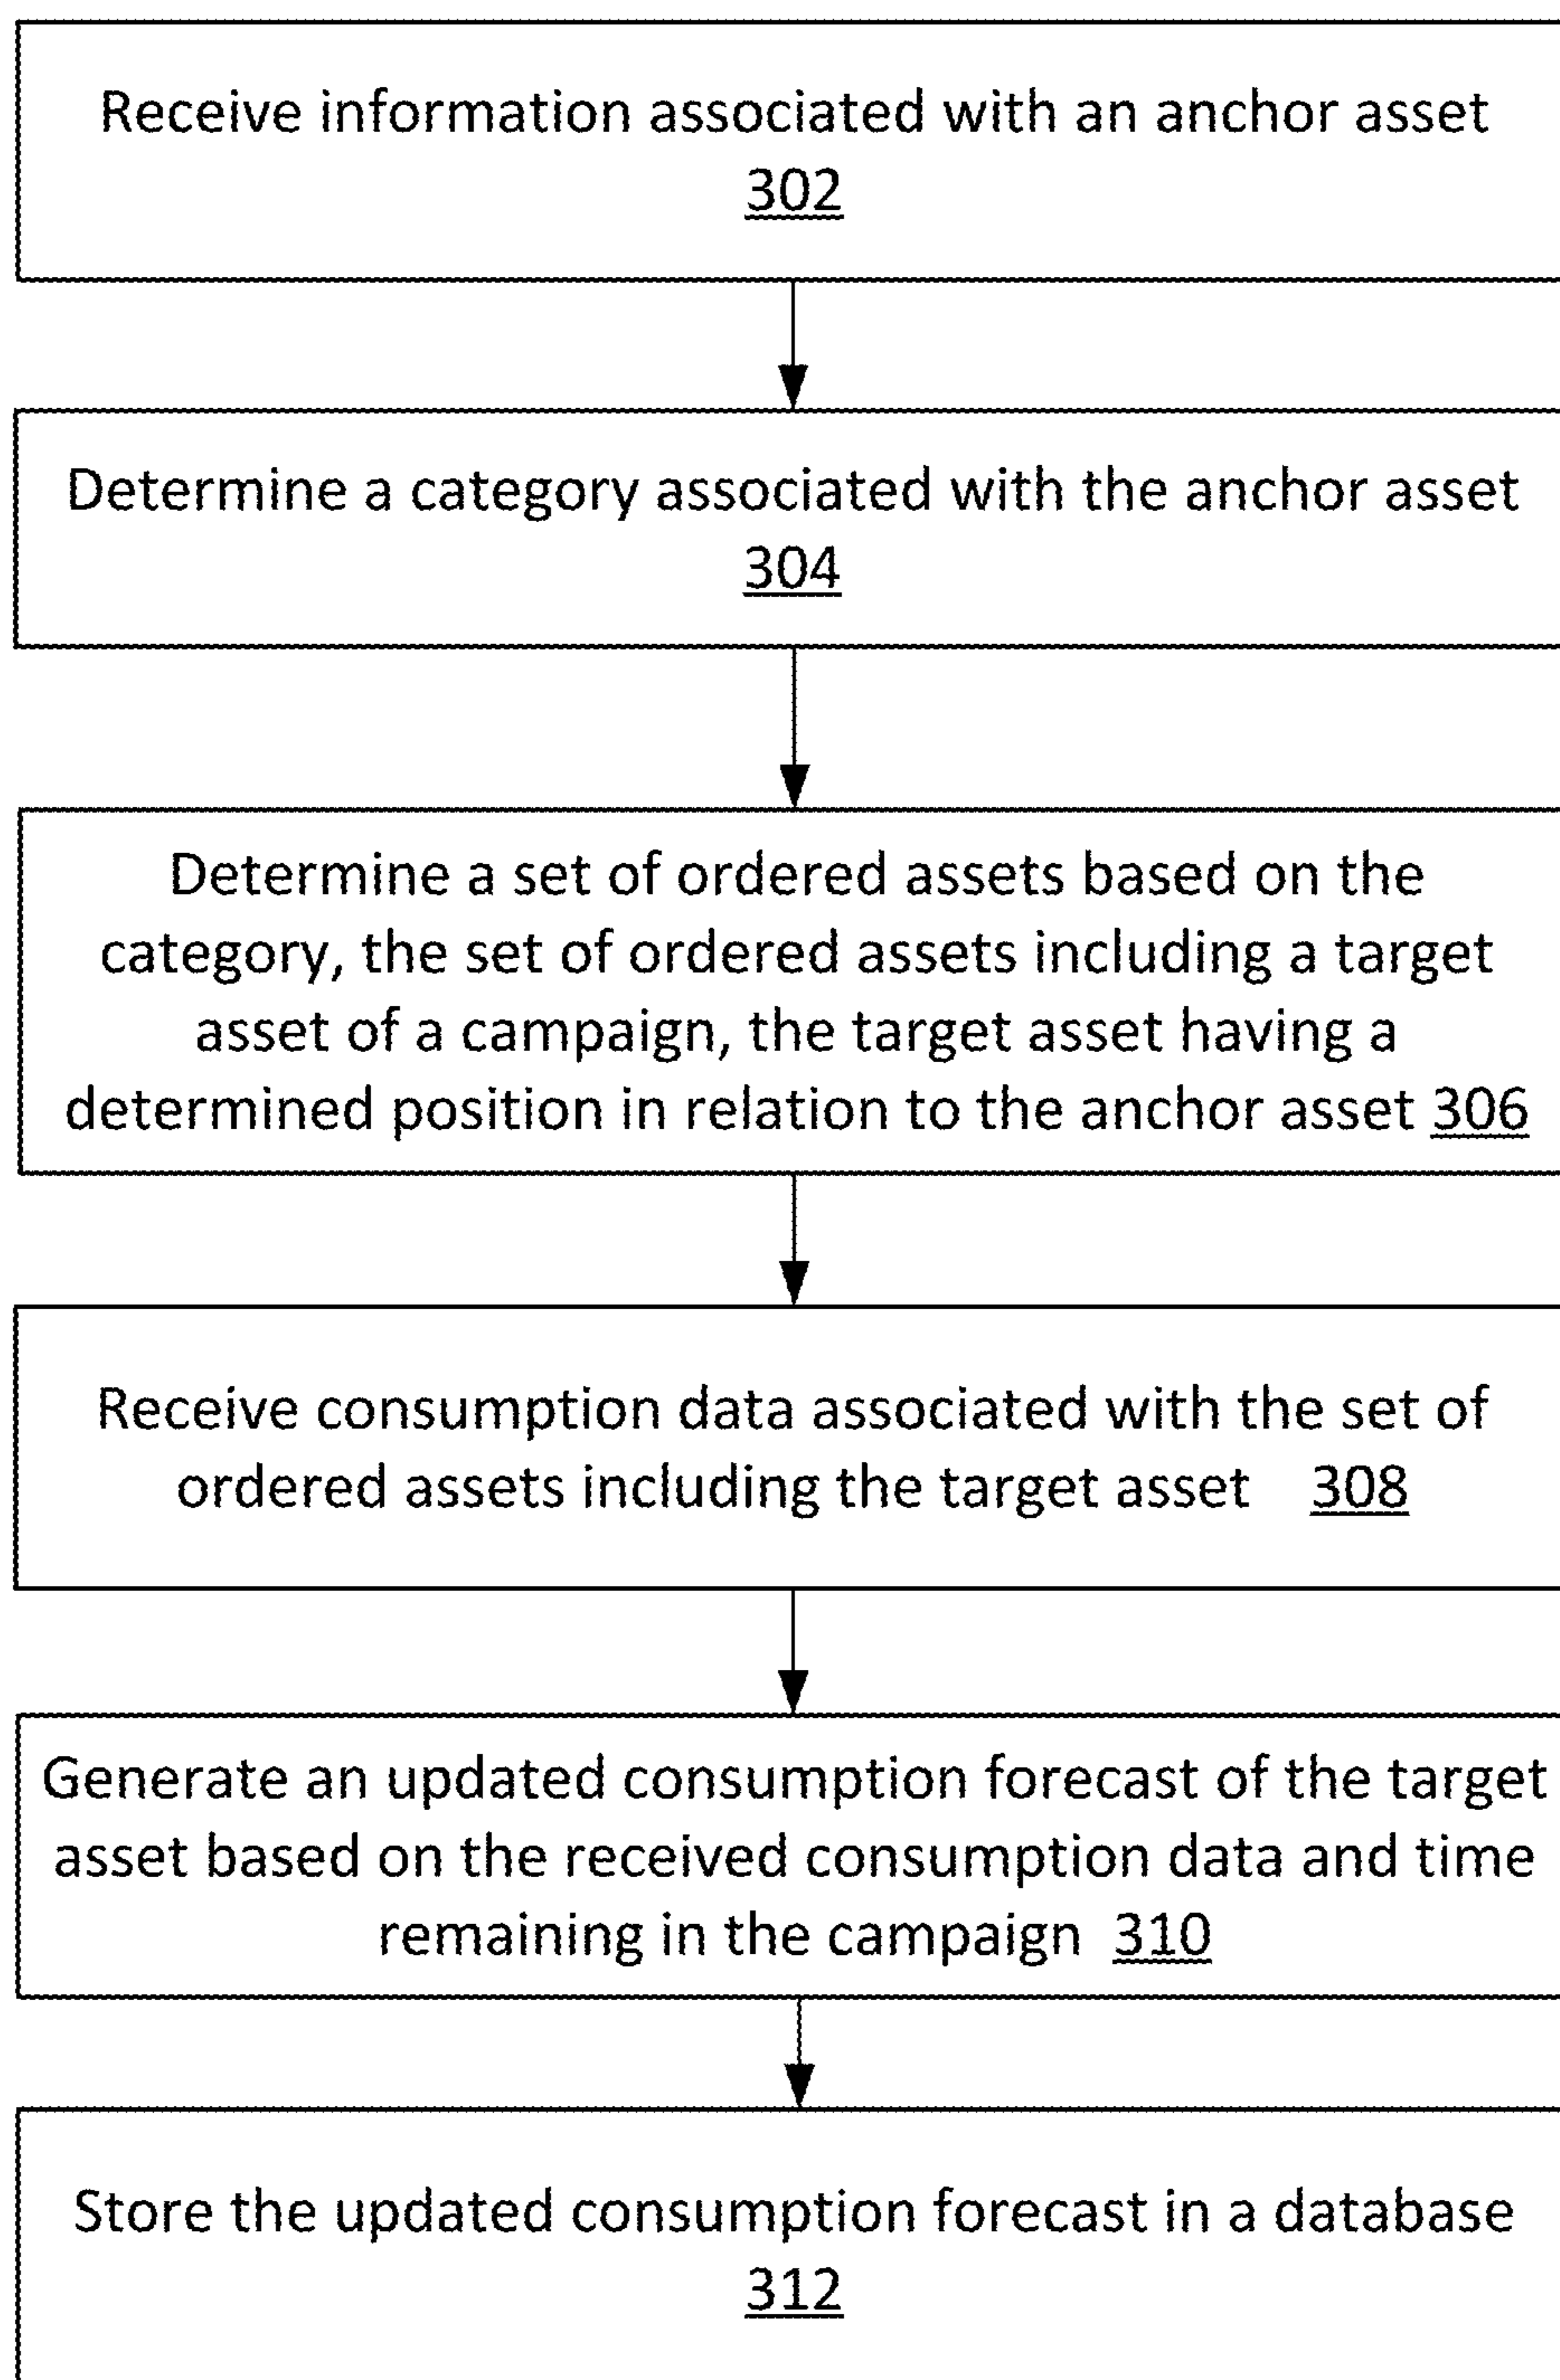 Receive information associated with an anchor asset
302
Determine a category associated with the anchor asset
304
Determine a set of ordered assets based on the
category, the set of ordered assets including a target
asset of a campaign, the target asset having a
determined position in relation to the anchor asset 306
Receive consumption data associated with the set of
ordered assets including the target asset 308
Generate an updated consumption forecast of the target
asset based on the received consumption data and time
remaining in the campaign 310
Store the updated consumption forecast in a database
312